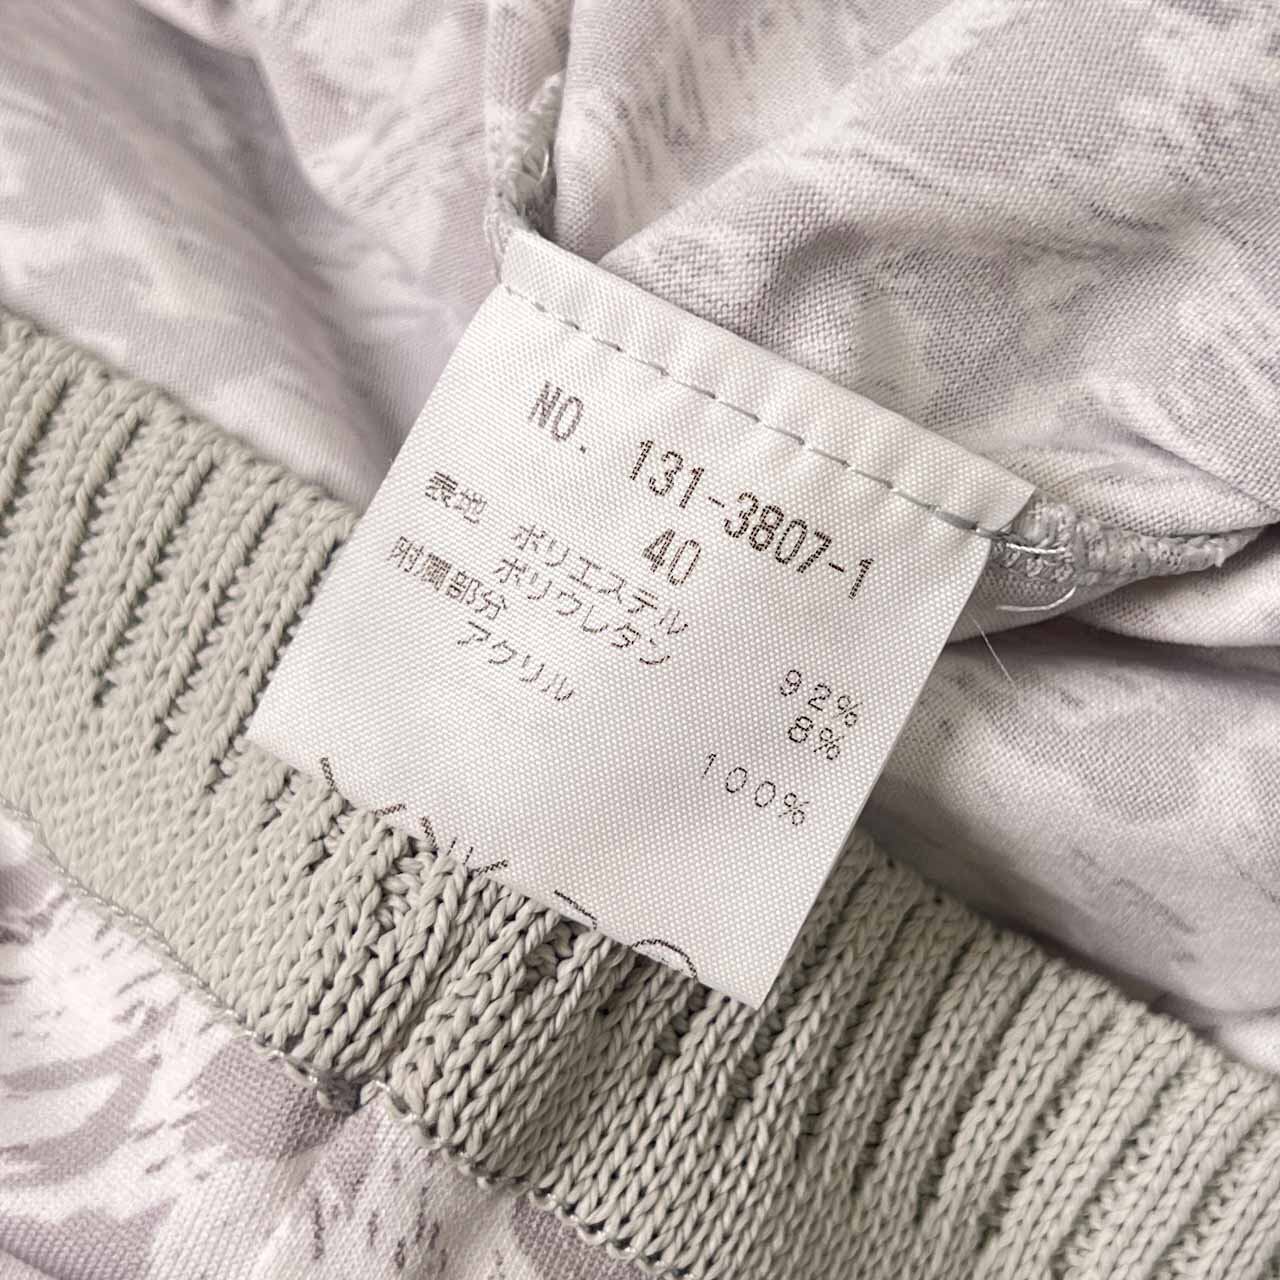 NO. 131-3807-1
40
表地 ポリエステル 92%
ポリウレタン 8%
附属部分
アクリル 100%